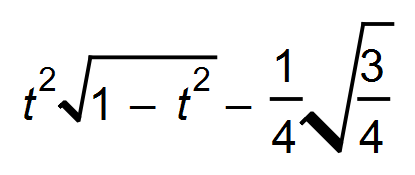 t²√(1 − t²) − 1/4 √(3/4)